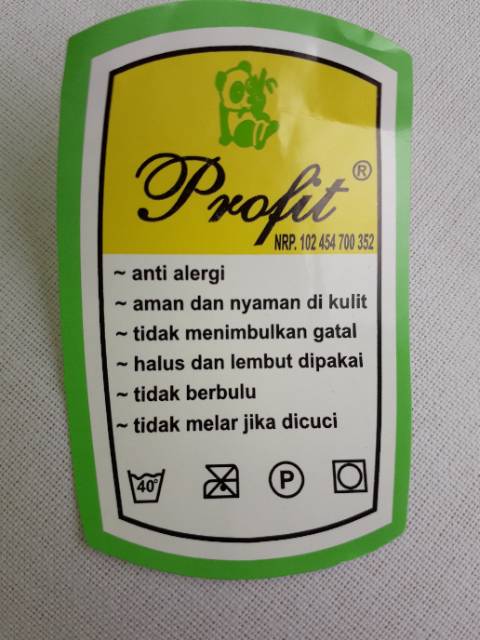 Profit ®
NRP. 102 454 700 352
~ anti alergi
~ aman dan nyaman di kulit
~ tidak menimbulkan gatal
~ halus dan lembut dipakai
~ tidak berbulu
~ tidak melar jika dicuci
40° P